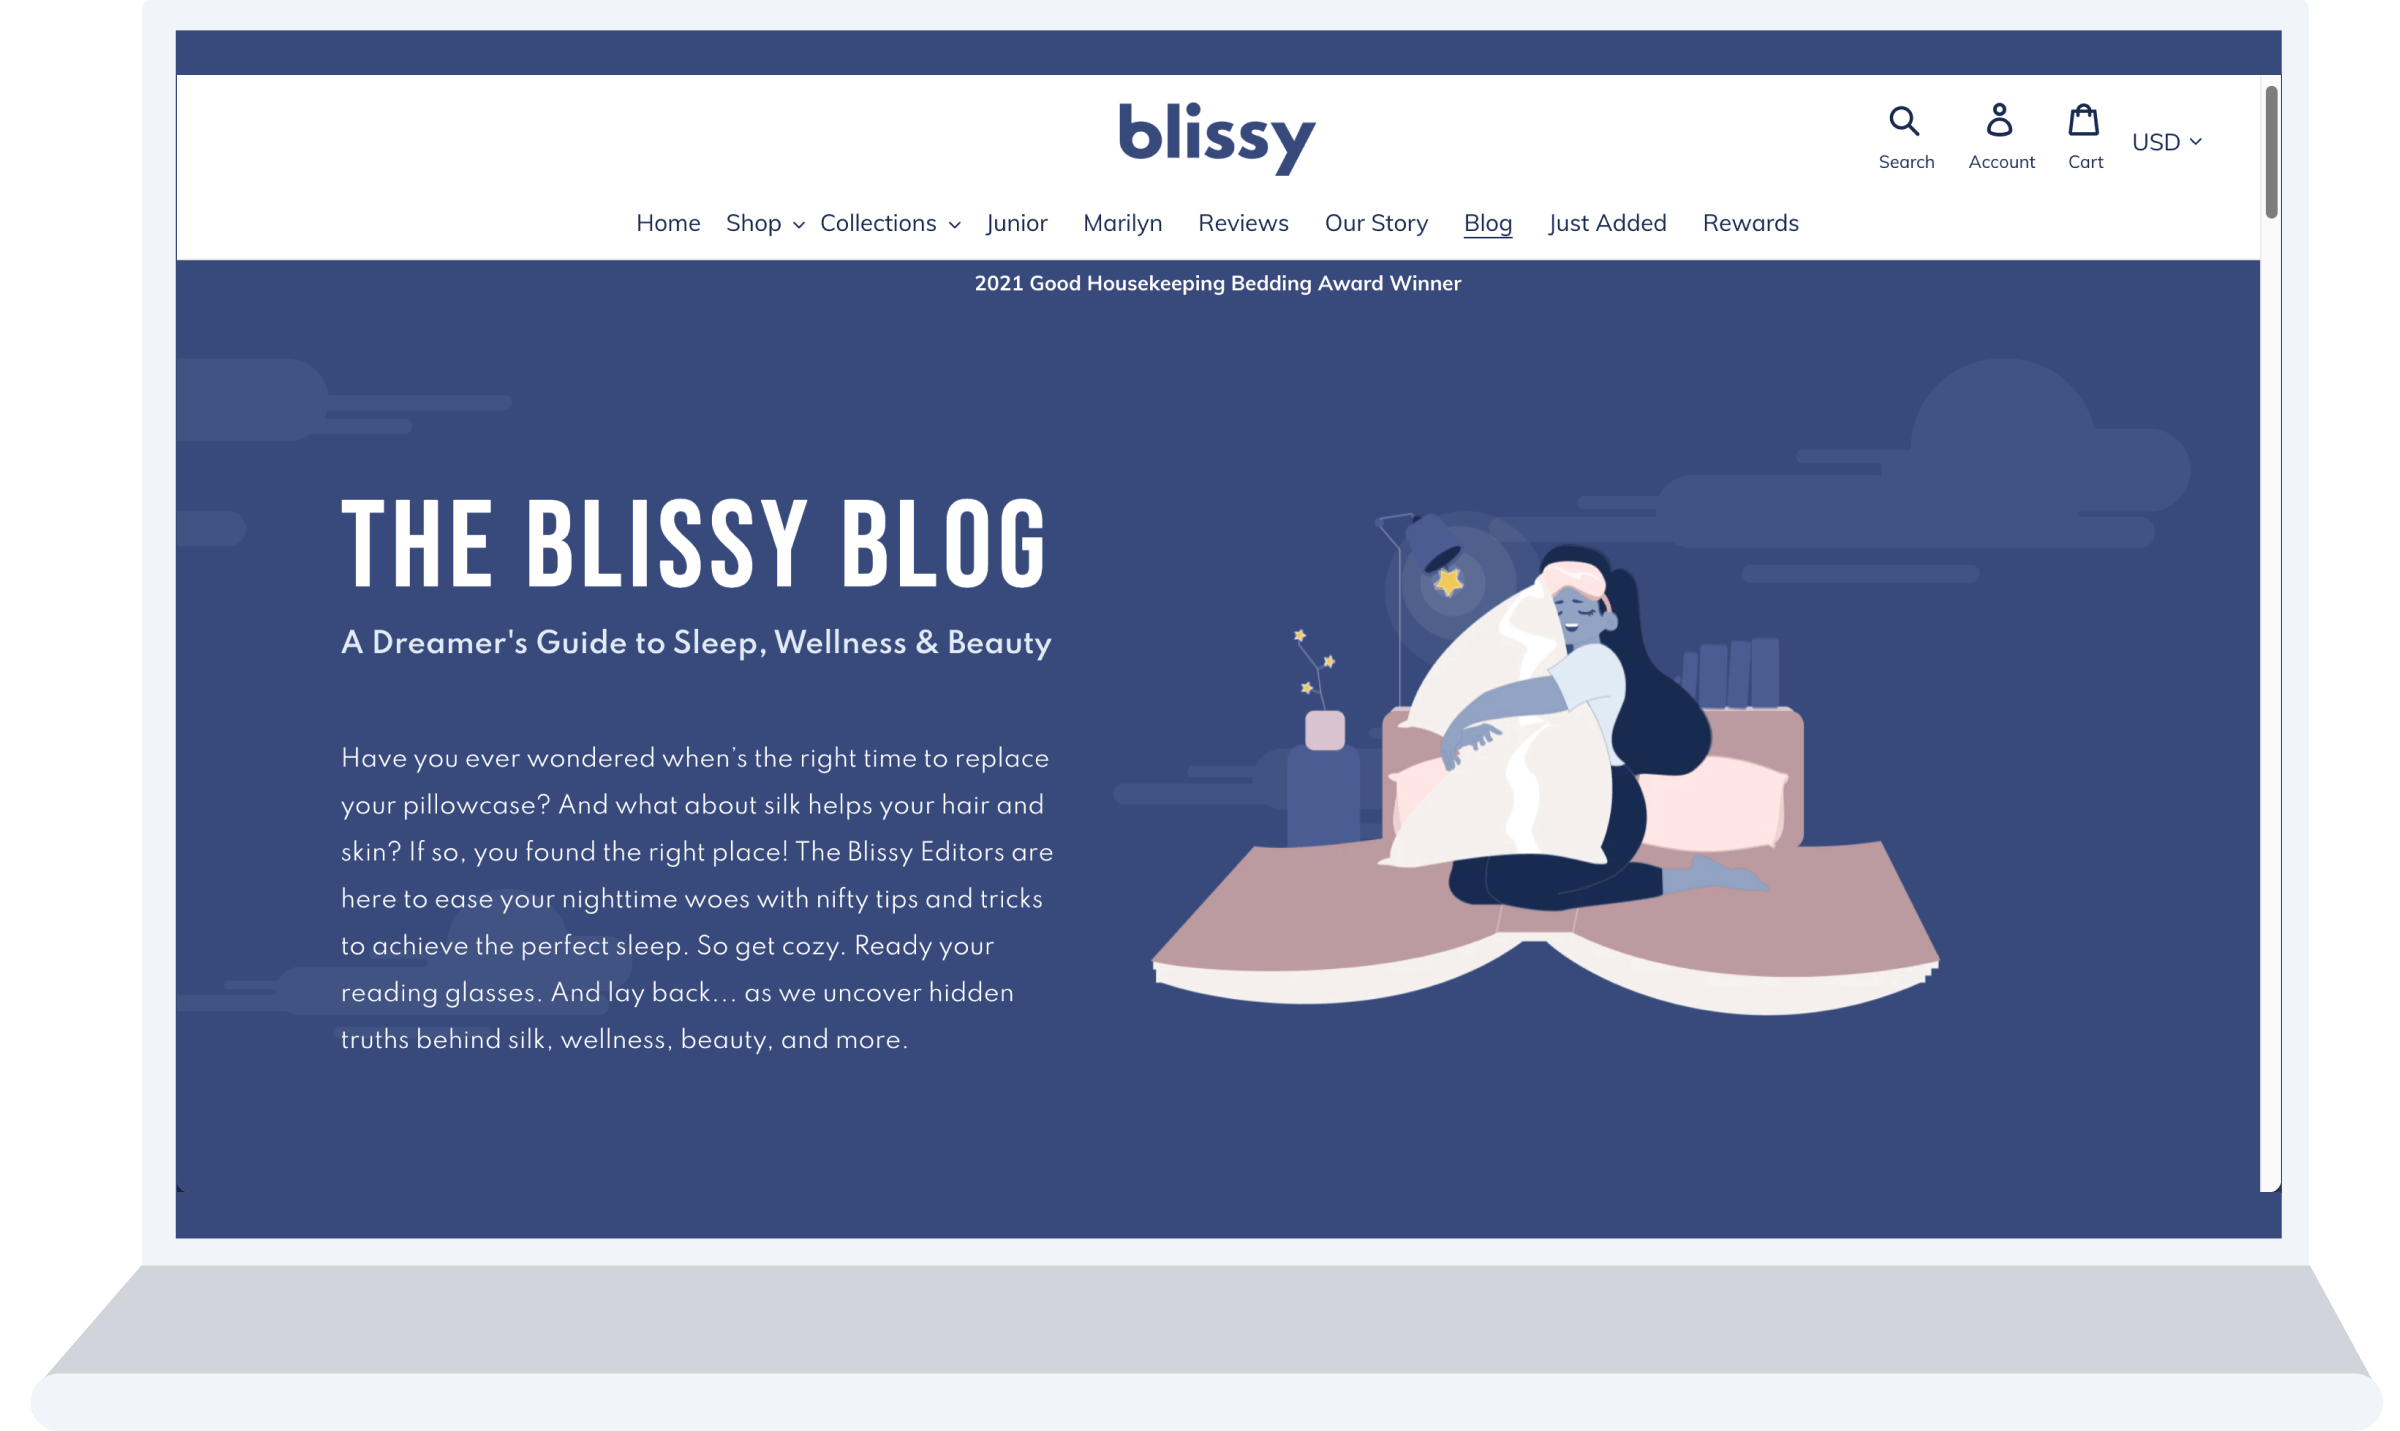 blissy
Search Account Cart USD
Home Shop Collections Junior Marilyn Reviews Our Story Blog Just Added Rewards
2021 Good Housekeeping Bedding Award Winner
THE BLISSY BLOG
A Dreamer's Guide to Sleep, Wellness & Beauty
Have you ever wondered when’s the right time to replace
your pillowcase? And what about silk helps your hair and
skin? If so, you found the right place! The Blissy Editors are
here to ease your nighttime woes with nifty tips and tricks
to achieve the perfect sleep. So get cozy. Ready your
reading glasses. And lay back... as we uncover hidden
truths behind silk, wellness, beauty, and more.